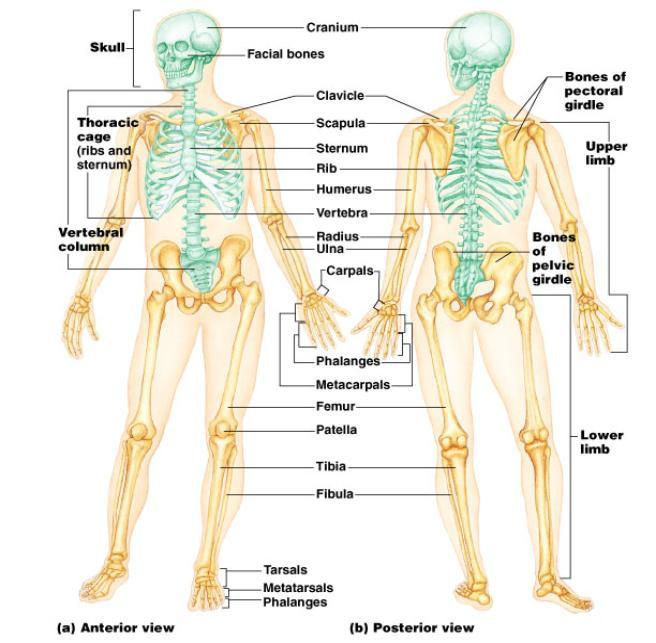 Cranium
Skull
Facial bones
Bones of
pectoral
girdle
Clavicle
Thoracic
cage
(ribs and
sternum)
Scapula
Upper
limb
Sternum
Rib
Humerus
Vertebra
Vertebral
column
Radius
Ulna
Bones
of
pelvic
girdle
Carpals
Phalanges
Metacarpals
Femur
Patella
Lower
limb
Tibia
Fibula
Tarsals
Metatarsals
Phalanges
(a) Anterior view
(b) Posterior view